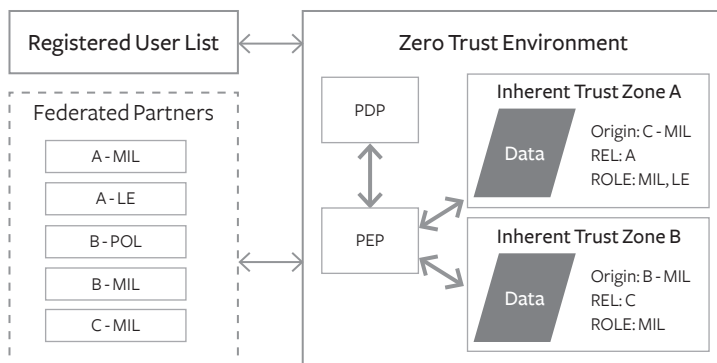 Registered User List
Federated Partners
A - MIL
A - LE
B - POL
B - MIL
C - MIL
Zero Trust Environment
PDP
PEP
Inherent Trust Zone A
Data
Origin: C - MIL
REL: A
ROLE: MIL, LE
Inherent Trust Zone B
Data
Origin: B - MIL
REL: C
ROLE: MIL